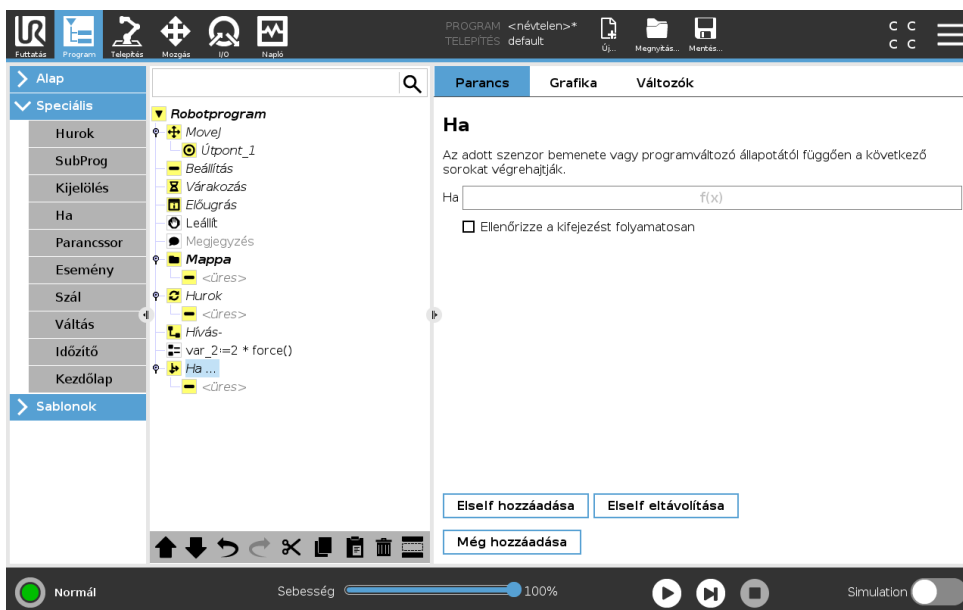 Futtatás
Program
Telepítés
Mozgás
I/O
Napló
PROGRAM <névtelen>*
TELEPÍTÉS default
Új...
Megnyitás...
Mentés...
C C
C C
Alap
Speciális
Hurok
SubProg
Kijelölés
Ha
Parancssor
Esemény
Szál
Váltás
Időzítő
Kezdőlap
Sablonok
Robotprogram
MoveJ
Útpont_1
Beállítás
Várakozás
Előugrás
Leállít
Megjegyzés
Mappa
<üres>
Hurok
<üres>
Hívás-
var_2≔2 * force()
Ha ...
<üres>
Parancs
Grafika
Változók
Ha
Az adott szenzor bemenete vagy programváltozó állapotától függően a következő
sorokat végrehajtják.
Ha f(x)
Ellenőrizze a kifejezést folyamatosan
ElseIf hozzáadása
ElseIf eltávolítása
Még hozzáadása
Normál
Sebesség
100%
Simulation